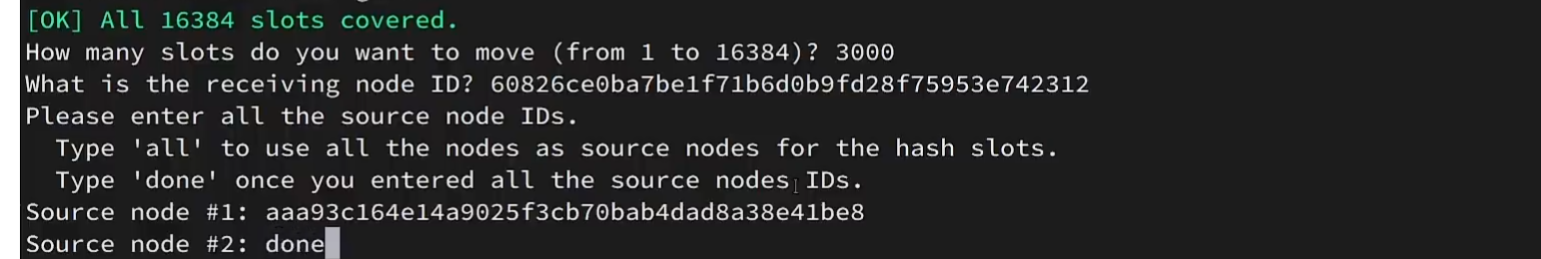 [OK] All 16384 slots covered.
How many slots do you want to move (from 1 to 16384)? 3000
What is the receiving node ID? 60826ce0ba7be1f71b6d0b9fd28f75953e742312
Please enter all the source node IDs.
  Type 'all' to use all the nodes as source nodes for the hash slots.
  Type 'done' once you entered all the source nodes IDs.
Source node #1: aaa93c164e14a9025f3cb70bab4dad8a38e41be8
Source node #2: done